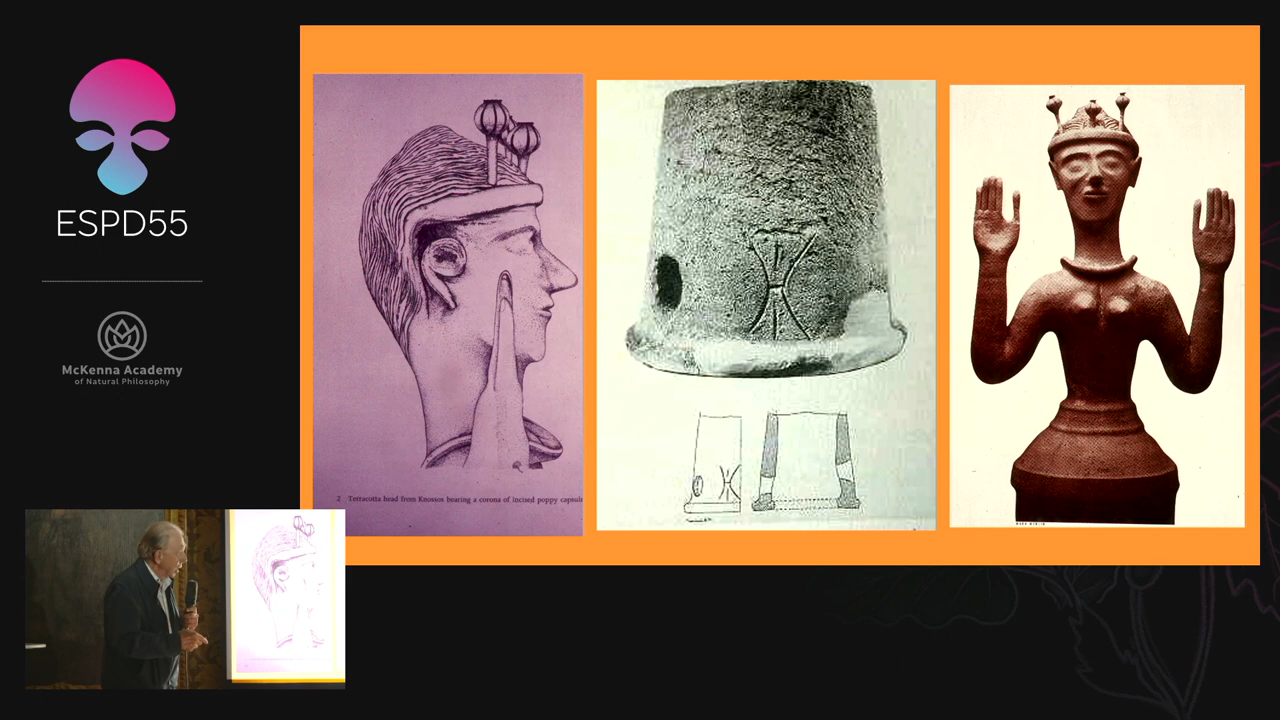 ESPD55
McKenna Academy
of Natural Philosophy
2 Terracotta head from Knossos bearing a corona of incised poppy capsul